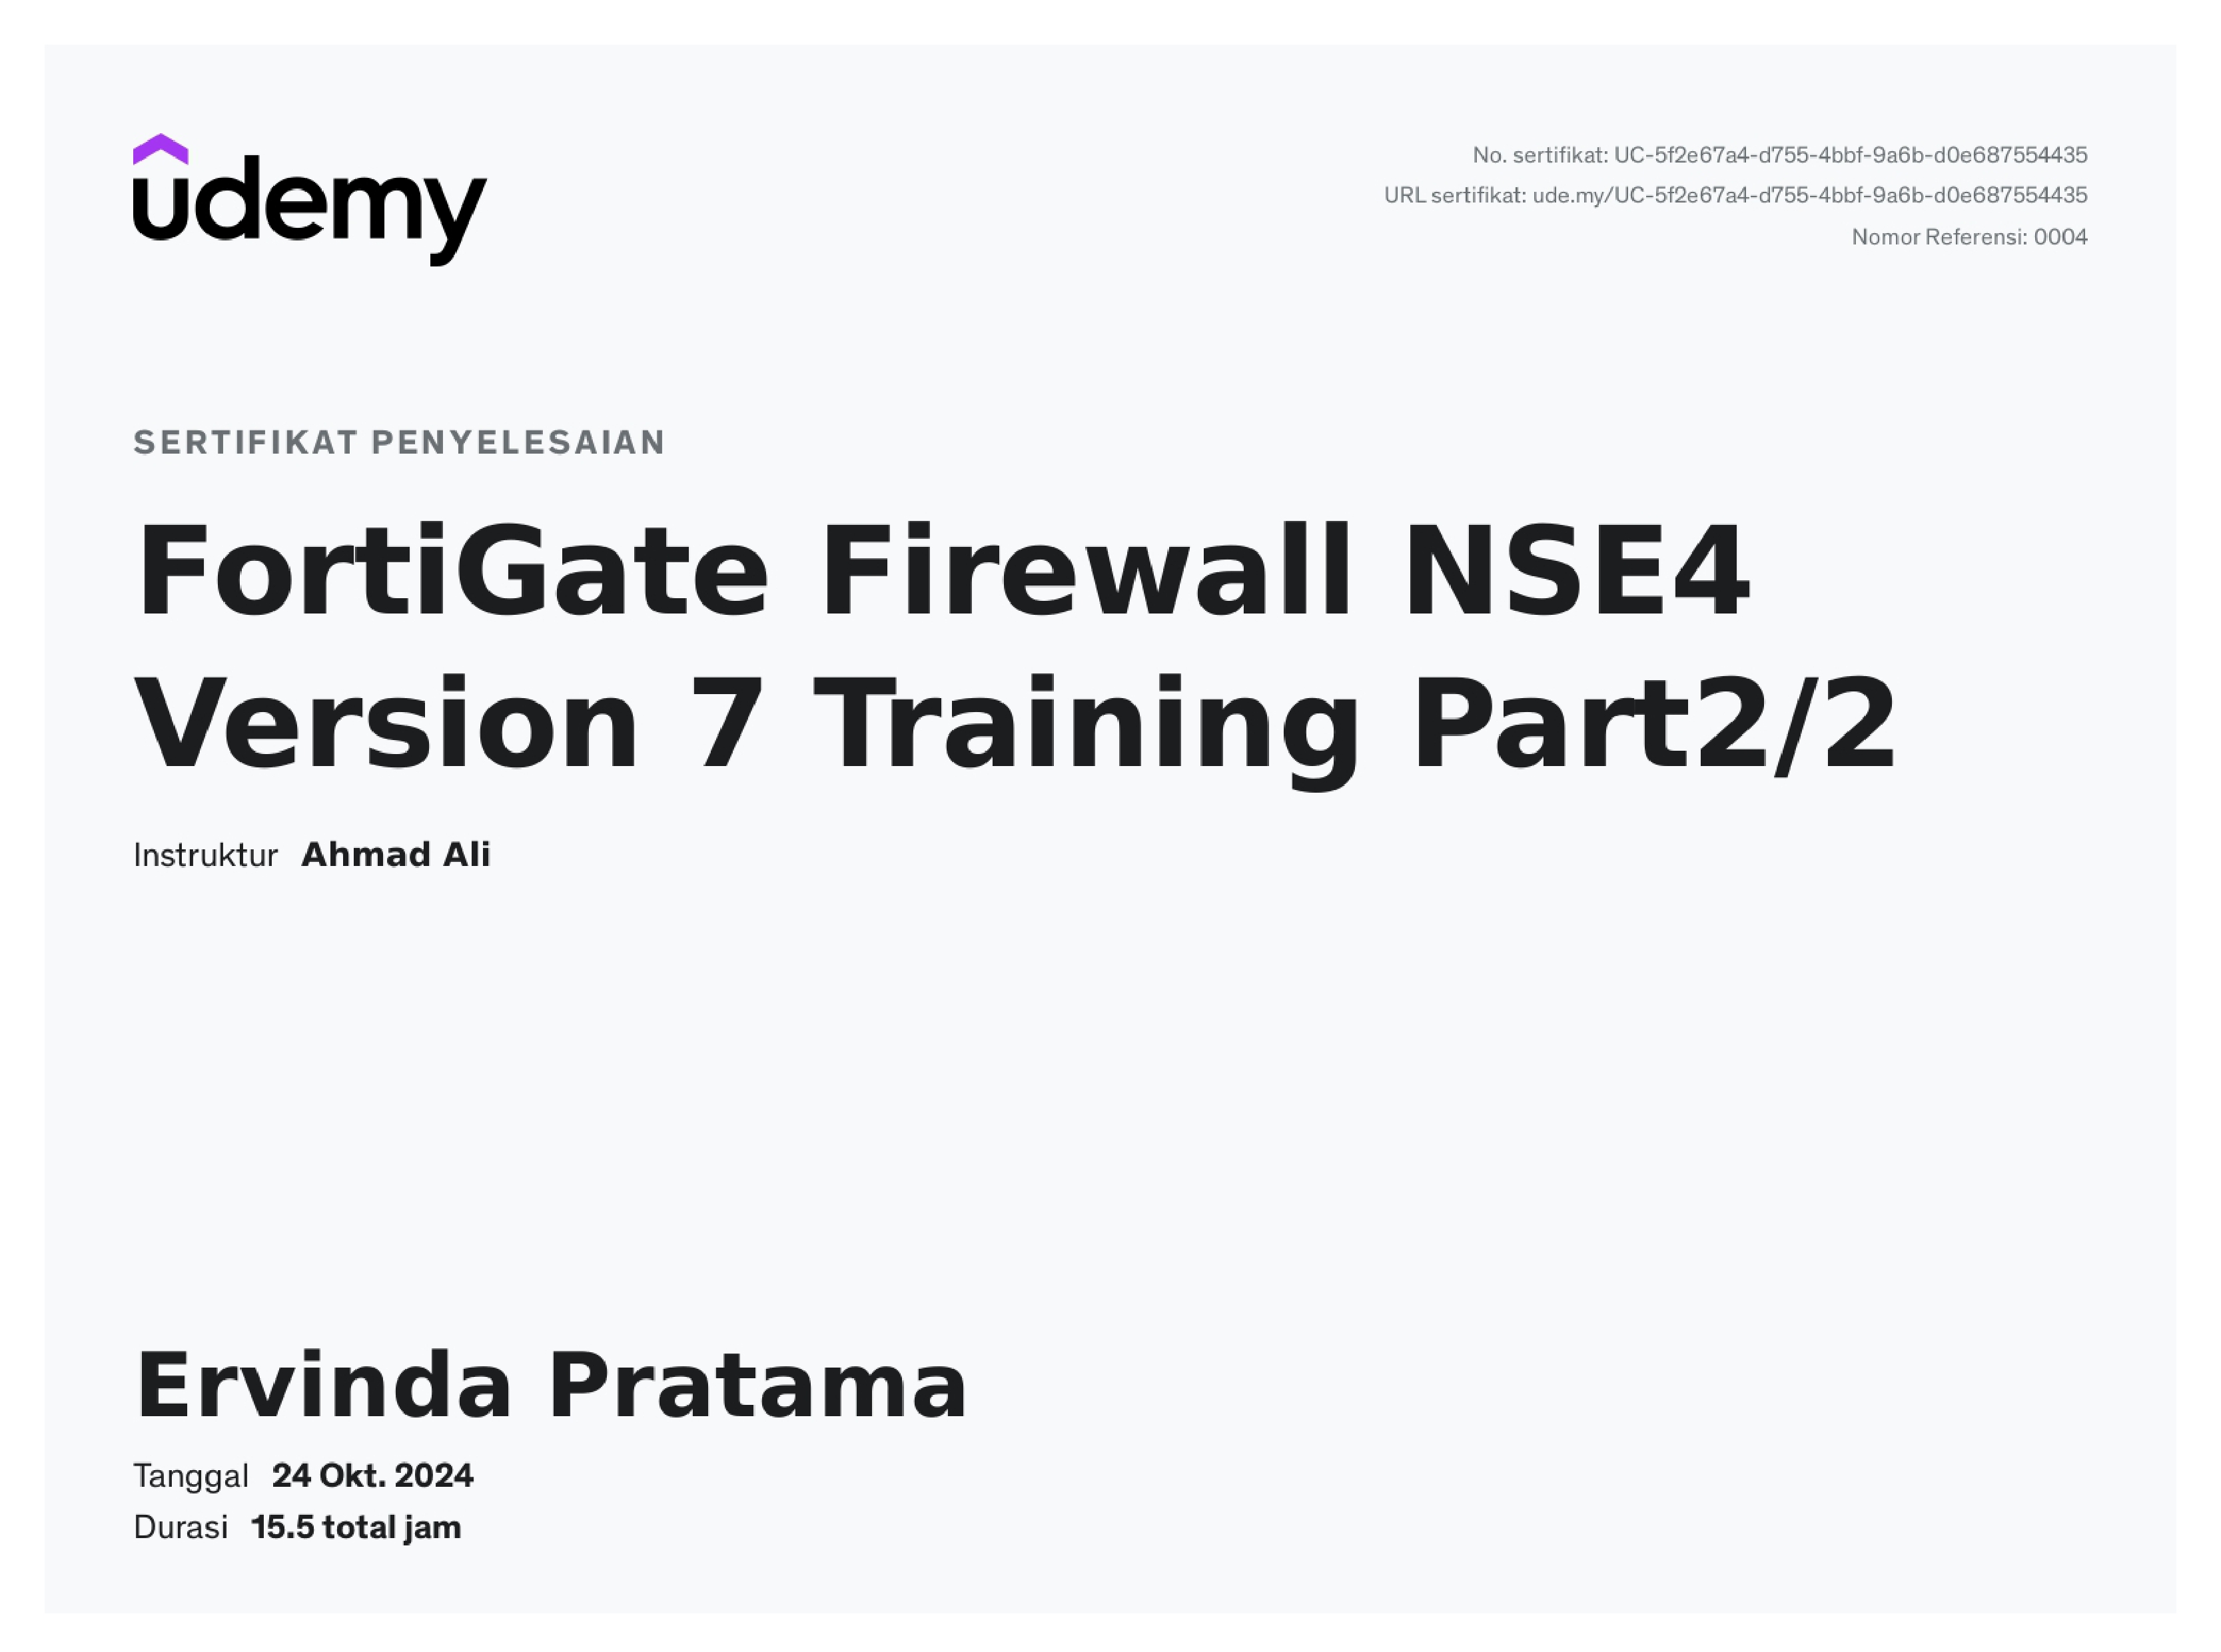 udemy
No. sertifikat: UC-5f2e67a4-d755-4bbf-9a6b-d0e687554435
URL sertifikat: ude.my/UC-5f2e67a4-d755-4bbf-9a6b-d0e687554435
Nomor Referensi: 0004
SERTIFIKAT PENYELESAIAN
FortiGate Firewall NSE4
Version 7 Training Part2/2
Instruktur Ahmad Ali
Ervinda Pratama
Tanggal 24 Okt. 2024
Durasi 15.5 total jam